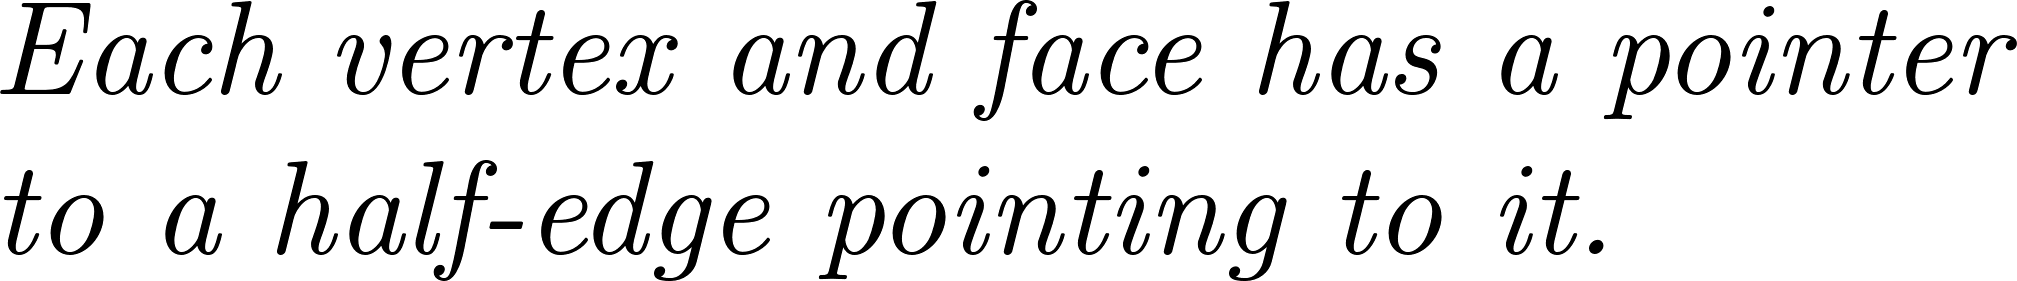 Each vertex and face has a pointer
to a half-edge pointing to it.